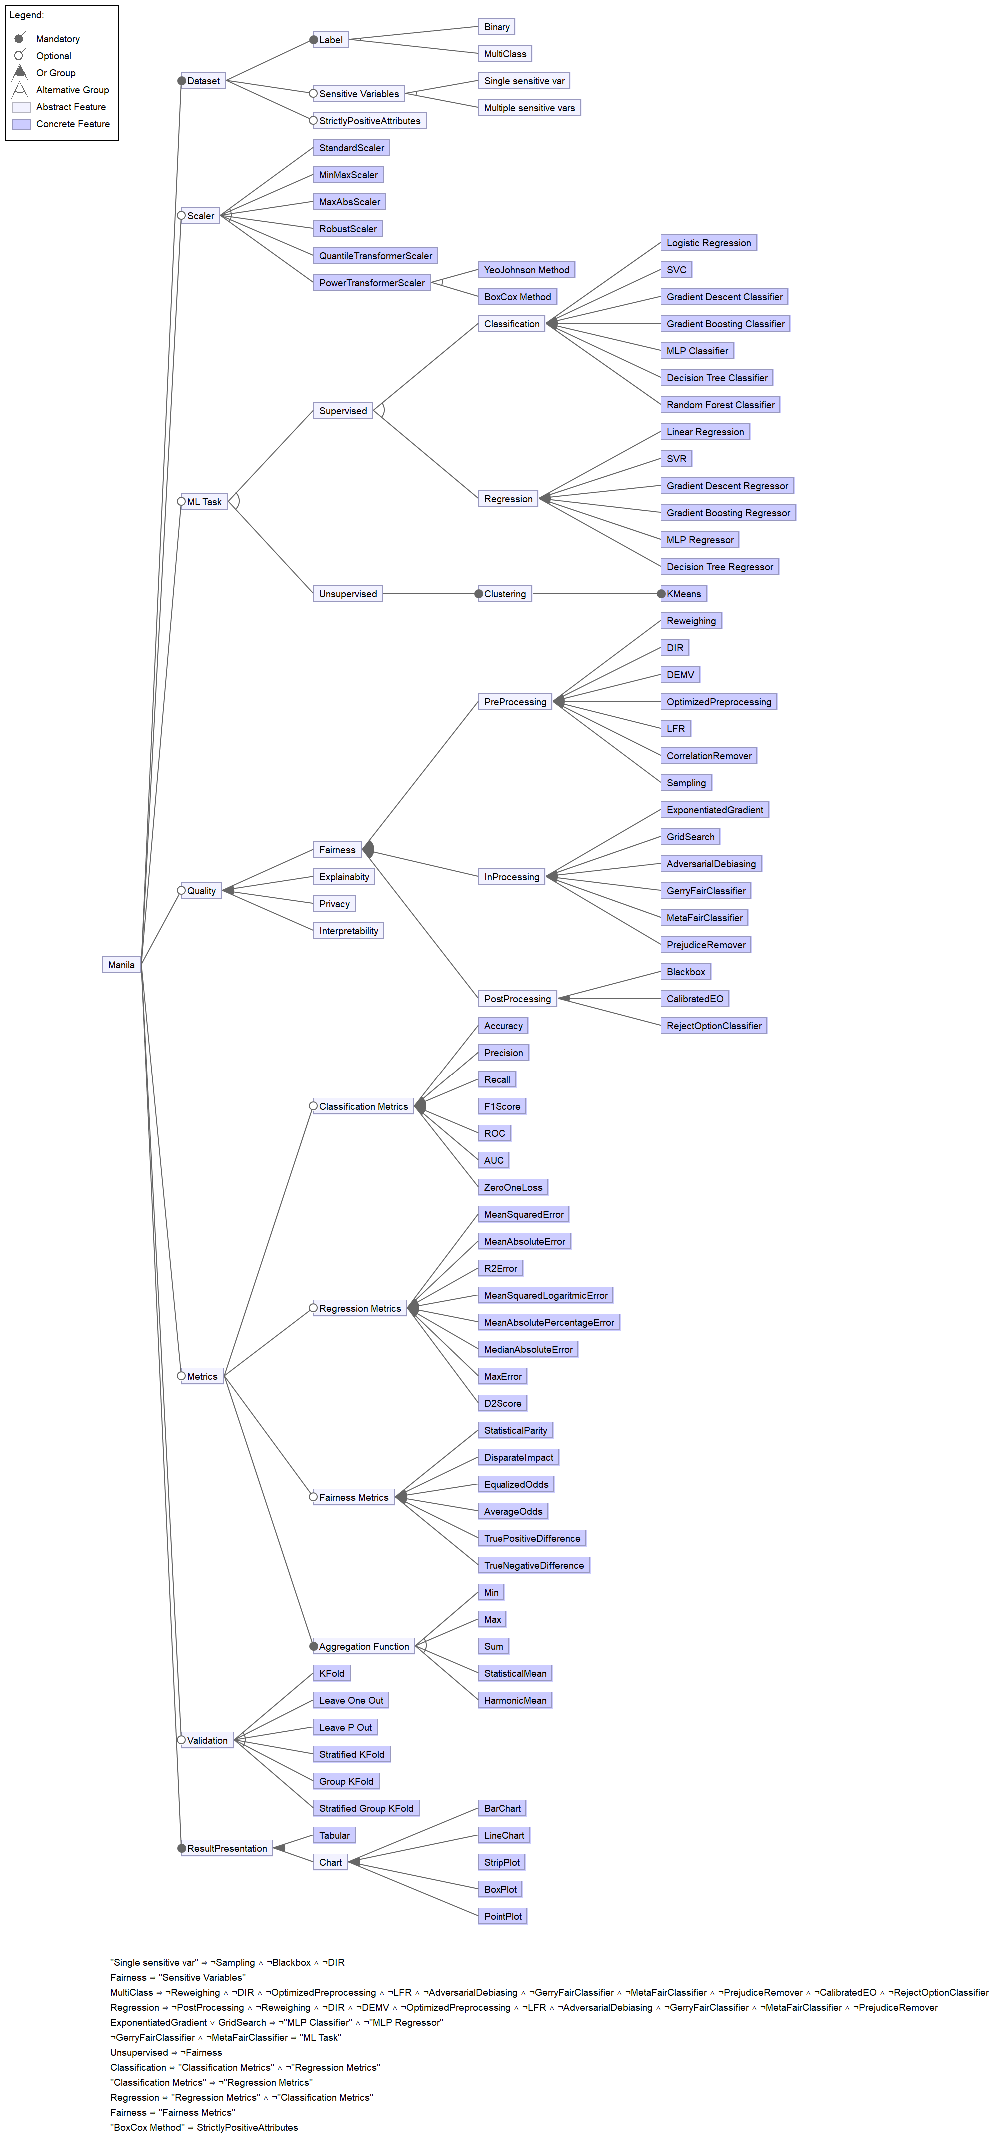 Legend:
Mandatory
Optional
Or Group
Alternative Group
Abstract Feature
Concrete Feature
Manila
Dataset
Label
Binary
MultiClass
Sensitive Variables
Single sensitive var
Multiple sensitive vars
StrictlyPositiveAttributes
Scaler
StandardScaler
MinMaxScaler
MaxAbsScaler
RobustScaler
QuantileTransformerScaler
PowerTransformerScaler
YeoJohnson Method
BoxCox Method
ML Task
Supervised
Classification
Logistic Regression
SVC
Gradient Descent Classifier
Gradient Boosting Classifier
MLP Classifier
Decision Tree Classifier
Random Forest Classifier
Regression
Linear Regression
SVR
Gradient Descent Regressor
Gradient Boosting Regressor
MLP Regressor
Decision Tree Regressor
Unsupervised
Clustering
KMeans
Quality
Fairness
PreProcessing
Reweighing
DIR
DEMV
OptimizedPreprocessing
LFR
CorrelationRemover
Sampling
InProcessing
ExponentiatedGradient
GridSearch
AdversarialDebiasing
GerryFairClassifier
MetaFairClassifier
PrejudiceRemover
PostProcessing
Blackbox
CalibratedEO
RejectOptionClassifier
Explainabity
Privacy
Interpretability
Metrics
Classification Metrics
Accuracy
Precision
Recall
F1Score
ROC
AUC
ZeroOneLoss
Regression Metrics
MeanSquaredError
MeanAbsoluteError
R2Error
MeanSquaredLogaritmicError
MeanAbsolutePercentageError
MedianAbsoluteError
MaxError
D2Score
Fairness Metrics
StatisticalParity
DisparateImpact
EqualizedOdds
AverageOdds
TruePositiveDifference
TrueNegativeDifference
Aggregation Function
Min
Max
Sum
StatisticalMean
HarmonicMean
Validation
KFold
Leave One Out
Leave P Out
Stratified KFold
Group KFold
Stratified Group KFold
ResultPresentation
Tabular
Chart
BarChart
LineChart
StripPlot
BoxPlot
PointPlot
"Single sensitive var" ⇒ ¬Sampling ∧ ¬Blackbox ∧ ¬DIR
Fairness ⇒ "Sensitive Variables"
MultiClass ⇒ ¬Reweighing ∧ ¬DIR ∧ ¬OptimizedPreprocessing ∧ ¬LFR ∧ ¬AdversarialDebiasing ∧ ¬GerryFairClassifier ∧ ¬MetaFairClassifier ∧ ¬PrejudiceRemover ∧ ¬CalibratedEO ∧ ¬RejectOptionClassifier
Regression ⇒ ¬PostProcessing ∧ ¬Reweighing ∧ ¬DIR ∧ ¬DEMV ∧ ¬OptimizedPreprocessing ∧ ¬LFR ∧ ¬AdversarialDebiasing ∧ ¬GerryFairClassifier ∧ ¬MetaFairClassifier ∧ ¬PrejudiceRemover
ExponentiatedGradient ∨ GridSearch ⇒ ¬"MLP Classifier" ∧ ¬"MLP Regressor"
¬GerryFairClassifier ∧ ¬MetaFairClassifier ⇒ "ML Task"
Unsupervised ⇒ ¬Fairness
Classification ⇒ "Classification Metrics" ∧ ¬"Regression Metrics"
"Classification Metrics" ⇒ ¬"Regression Metrics"
Regression ⇒ "Regression Metrics" ∧ ¬"Classification Metrics"
Fairness ⇒ "Fairness Metrics"
"BoxCox Method" ⇒ StrictlyPositiveAttributes